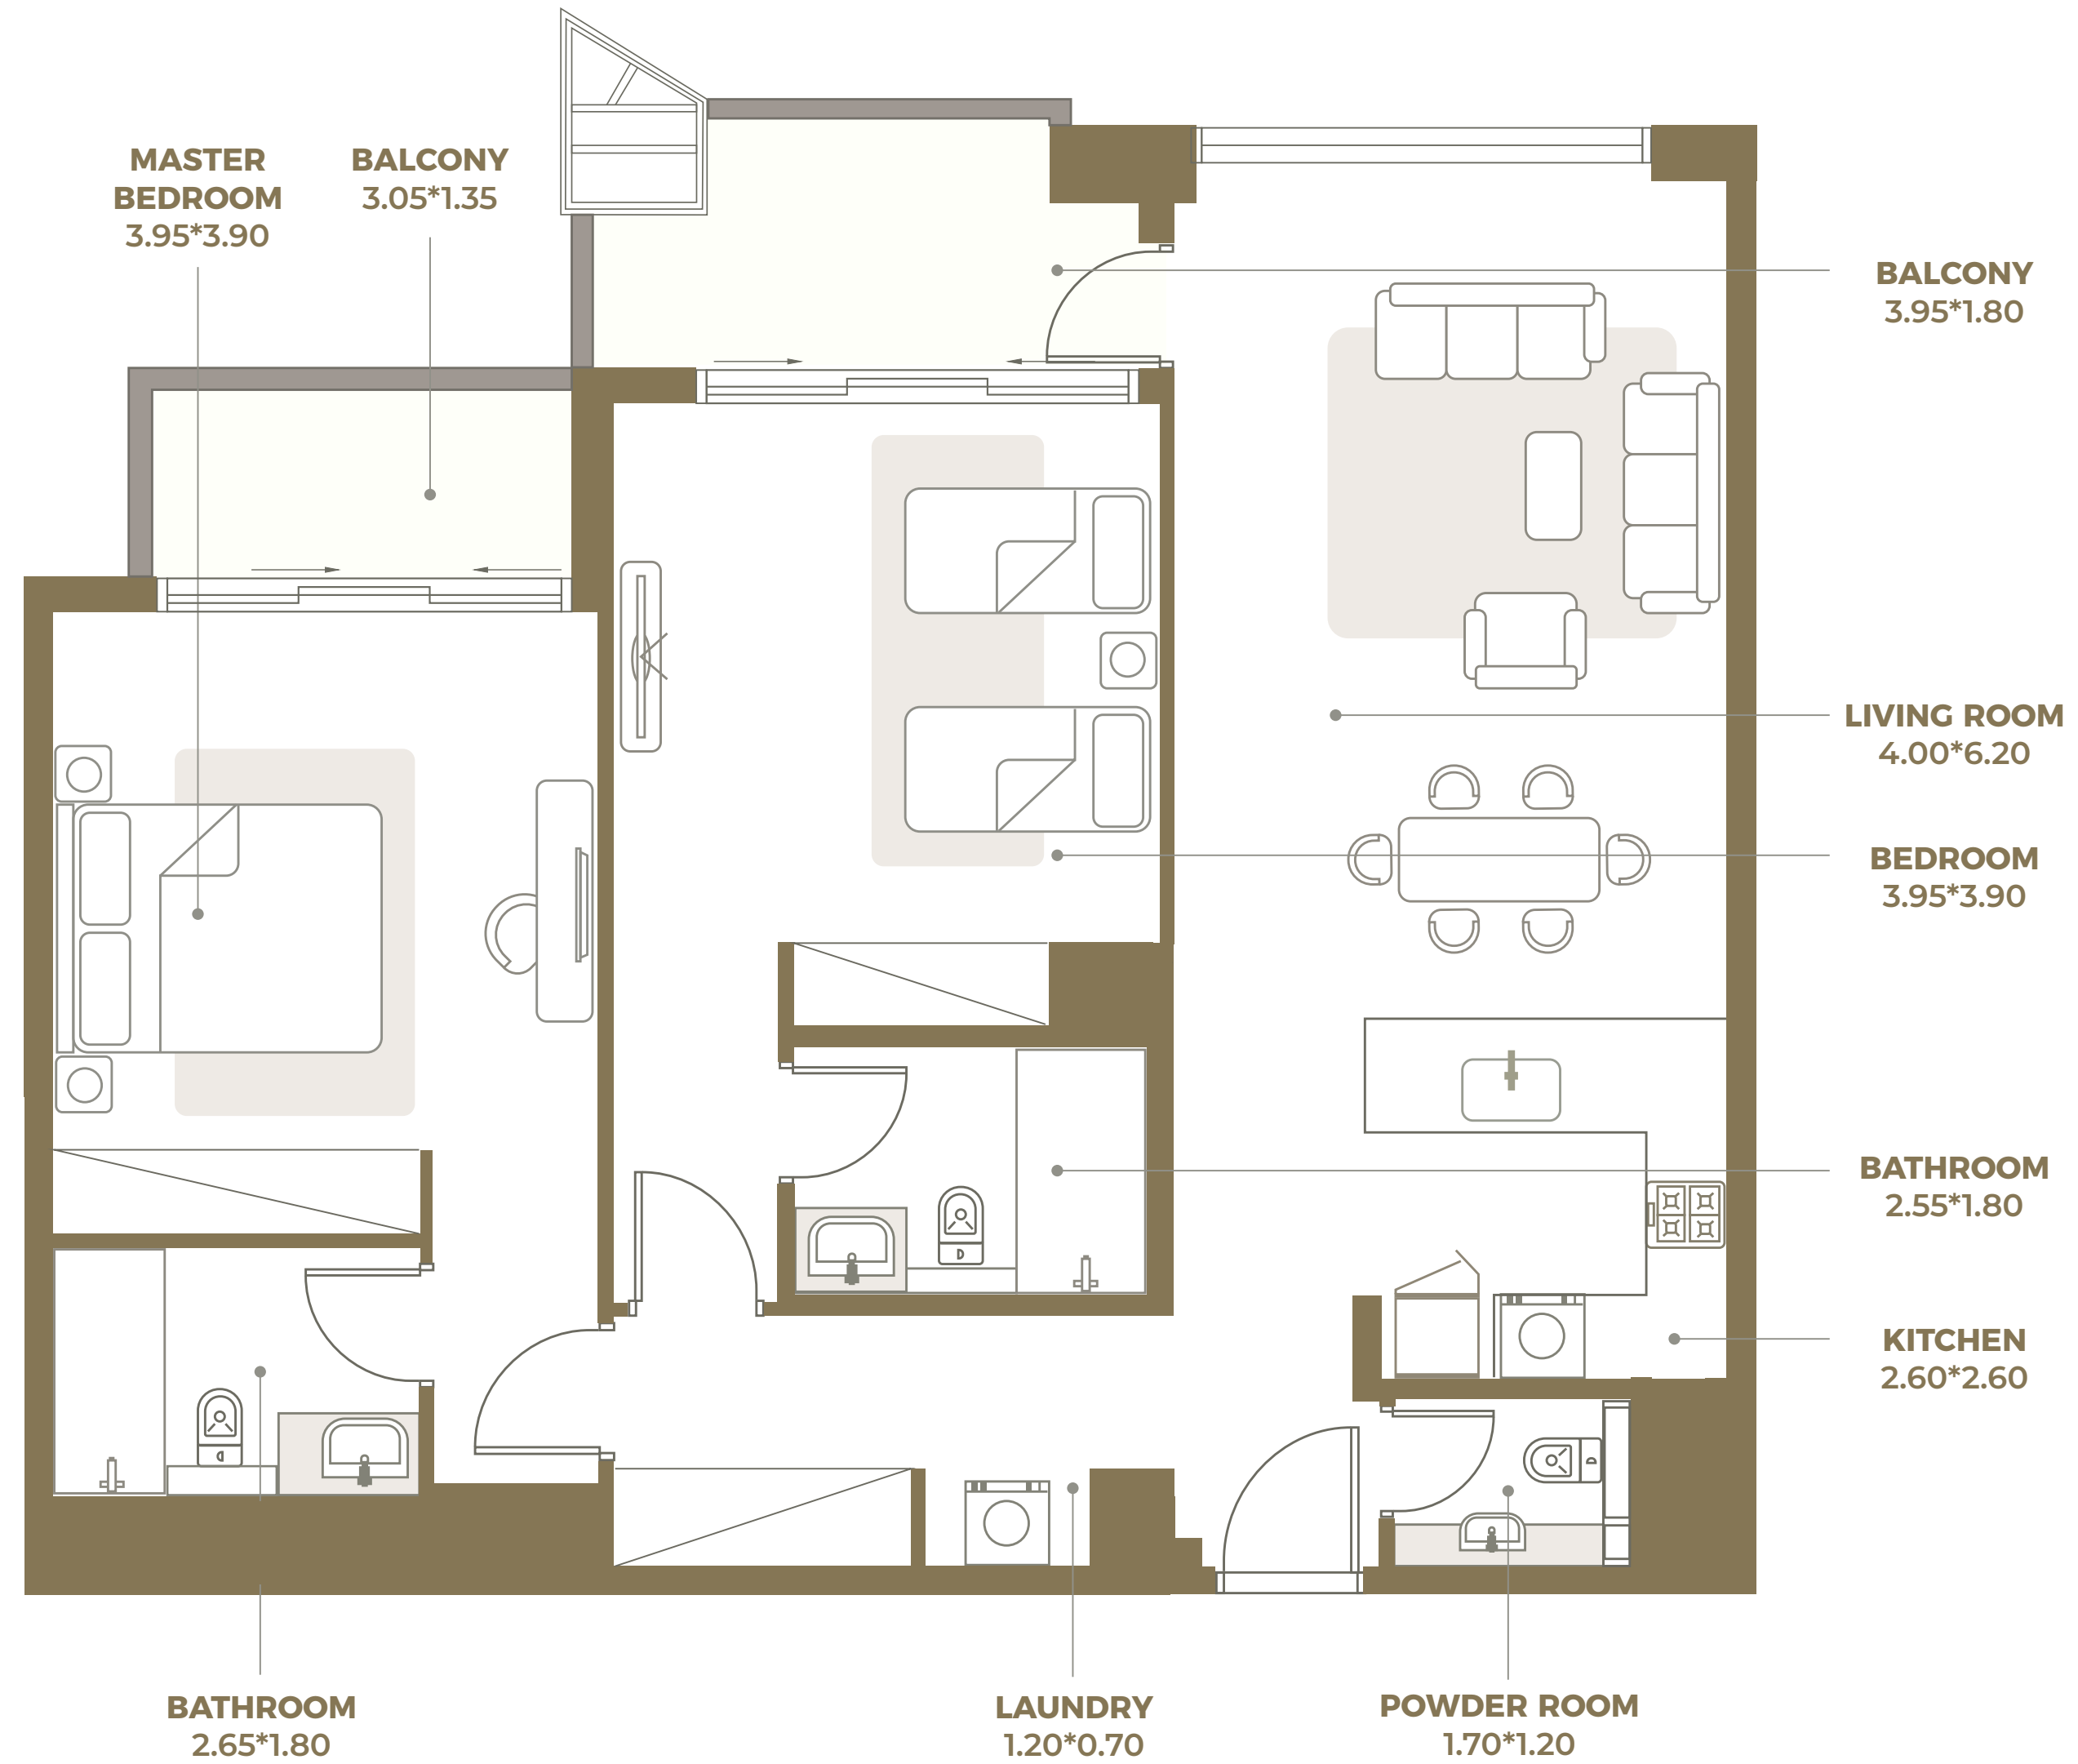 MASTER
BEDROOM
3.95*3.90
BALCONY
3.05*1.35
BALCONY
3.95*1.80
LIVING ROOM
4.00*6.20
BEDROOM
3.95*3.90
BATHROOM
2.55*1.80
KITCHEN
2.60*2.60
BATHROOM
2.65*1.80
LAUNDRY
1.20*0.70
POWDER ROOM
1.70*1.20